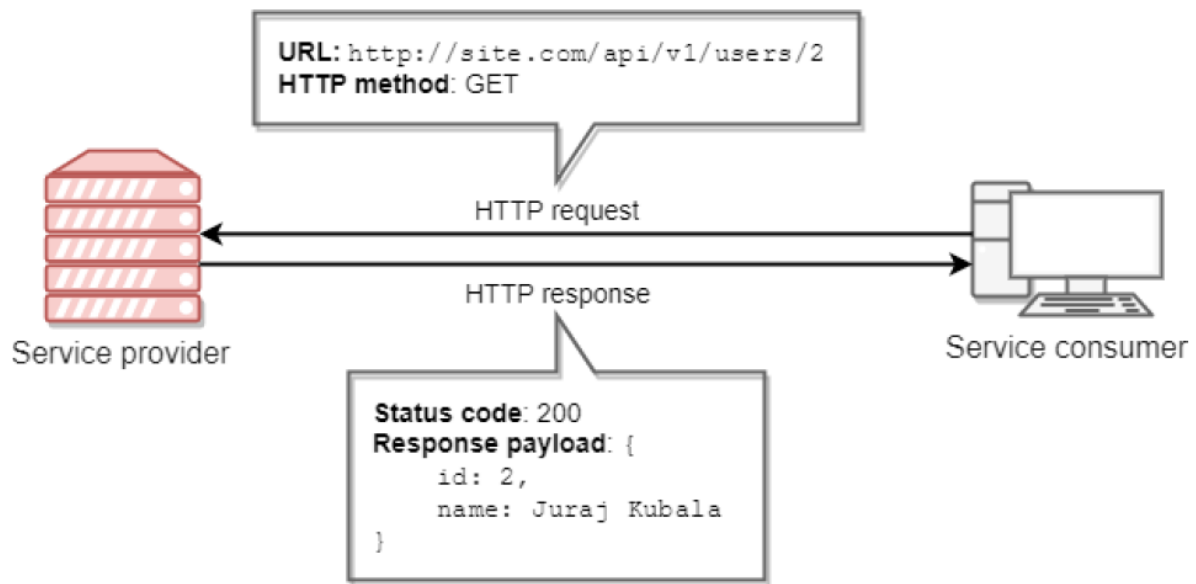 URL: http://site.com/api/v1/users/2
HTTP method: GET
HTTP request
HTTP response
Service provider
Service consumer
Status code: 200
Response payload: {
    id: 2,
    name: Juraj Kubala
}